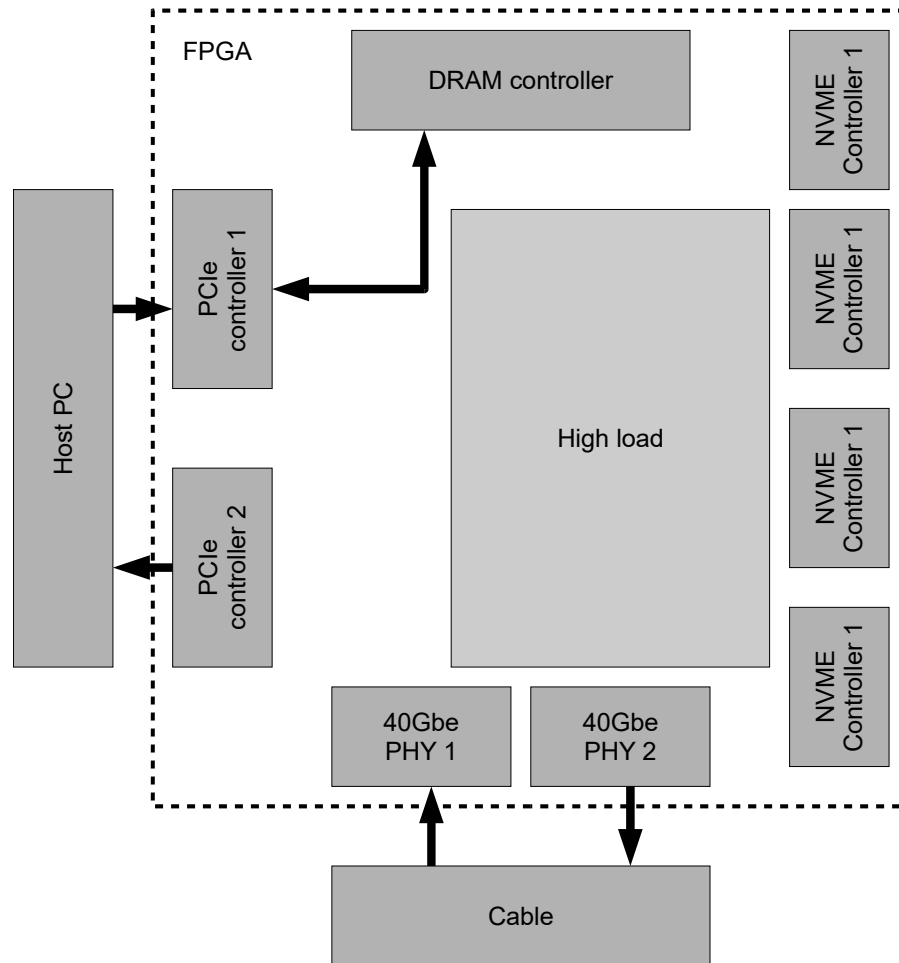 FPGA
DRAM controller
NVME
Controller 1
PCIe
controller 1
NVME
Controller 1
Host PC
High load
NVME
Controller 1
PCIe
controller 2
NVME
Controller 1
40Gbe
PHY 1
40Gbe
PHY 2
Cable